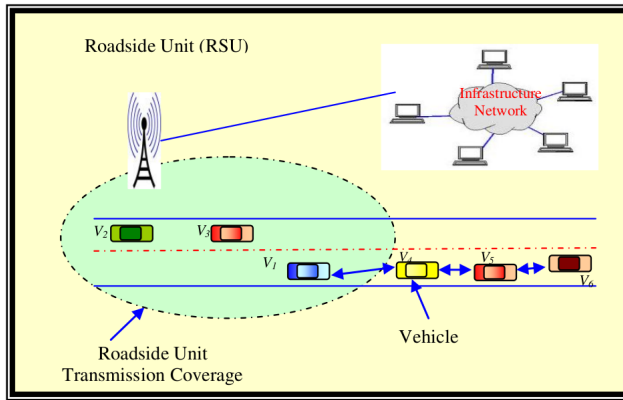 Roadside Unit (RSU)
Infrastructure
Network
V2
V3
V1
V4
V5
V6
Vehicle
Roadside Unit
Transmission Coverage